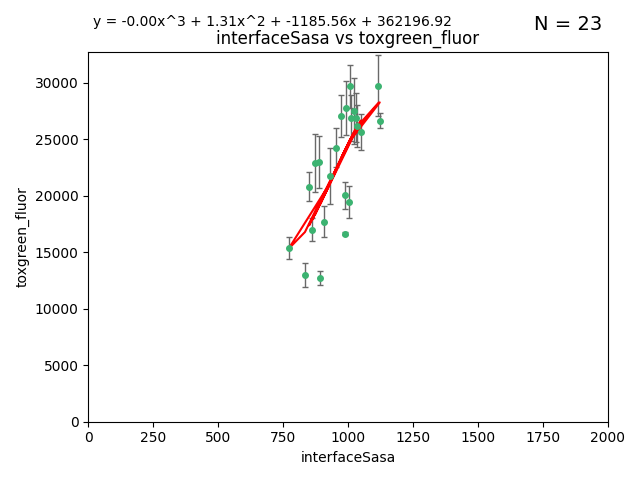 y = -0.00x^3 + 1.31x^2 + -1185.56x + 362196.92
N = 23
interfaceSasa vs toxgreen_fluor
30000
25000
20000
15000
10000
5000
0
toxgreen_fluor
0 250 500 750 1000 1250 1500 1750 2000
interfaceSasa